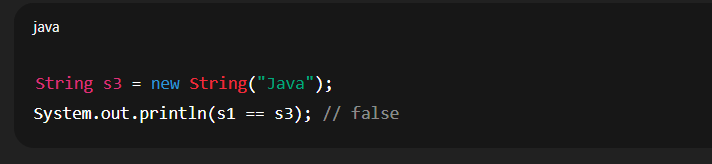 java
String s3 = new String("Java");
System.out.println(s1 == s3); // false